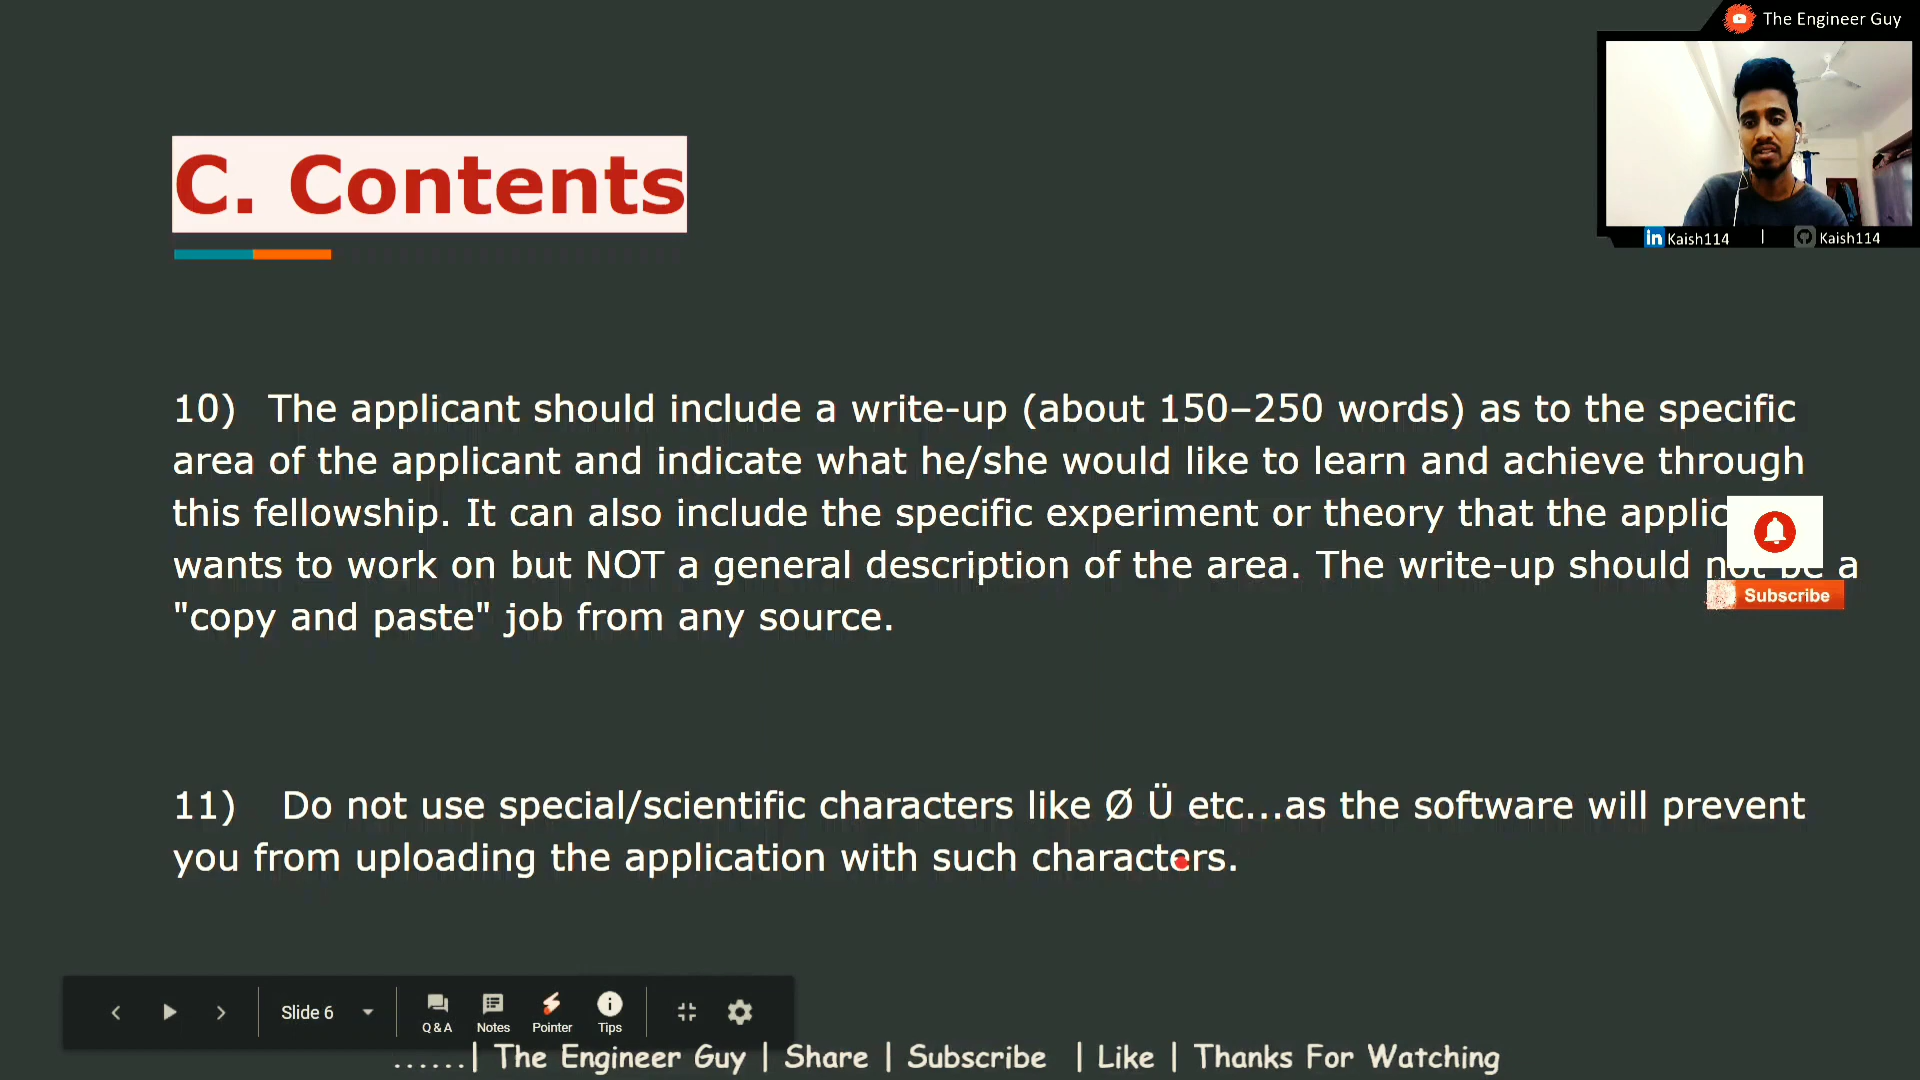 The Engineer Guy
C. Contents
in Kaish114 | Kaish114
10) The applicant should include a write-up (about 150–250 words) as to the specific
area of the applicant and indicate what he/she would like to learn and achieve through
this fellowship. It can also include the specific experiment or theory that the applic
wants to work on but NOT a general description of the area. The write-up should not be a
"copy and paste" job from any source.
Subscribe
11) Do not use special/scientific characters like Ø Ü etc...as the software will prevent
you from uploading the application with such characters.
Slide 6
Q & A Notes Pointer Tips
......| The Engineer Guy | Share | Subscribe | Like | Thanks For Watching